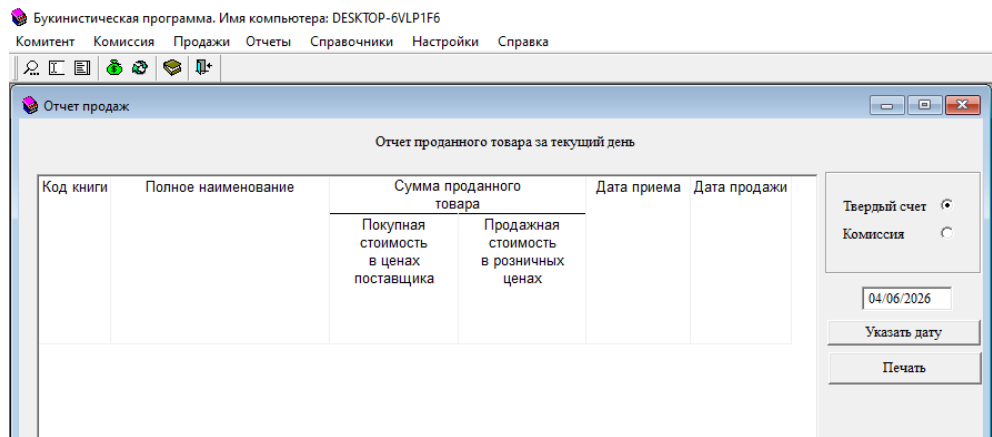 Букинистическая программа. Имя компьютера: DESKTOP-6VLP1F6
Комитент Комиссия Продажи Отчеты Справочники Настройки Справка
Отчет продаж
Отчет проданного товара за текущий день
Код книги
Полное наименование
Сумма проданного
товара
Покупная
стоимость
в ценах
поставщика
Продажная
стоимость
в розничных
ценах
Дата приема
Дата продажи
Твердый счет
Комиссия
04/06/2026
Указать дату
Печать